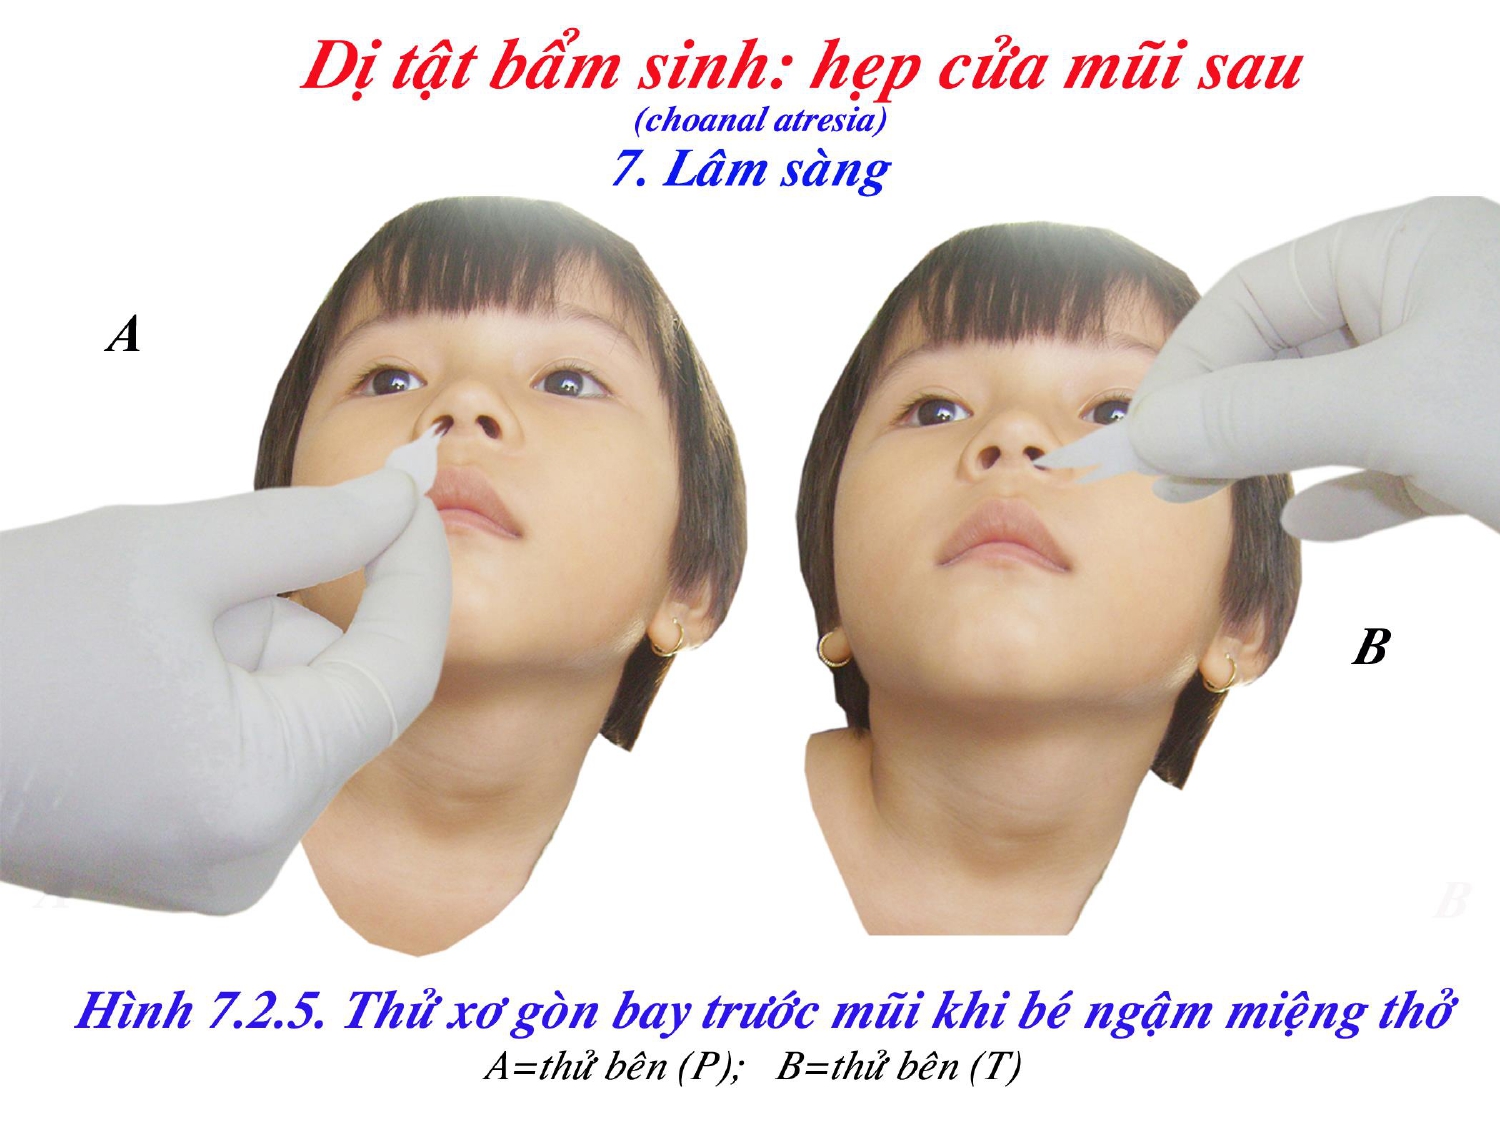 Dị tật bẩm sinh: hẹp cửa mũi sau
(choanal atresia)
7. Lâm sàng
A
B
A
B
Hình 7.2.5. Thử xơ gòn bay trước mũi khi bé ngậm miệng thở
A=thử bên (P); B=thử bên (T)